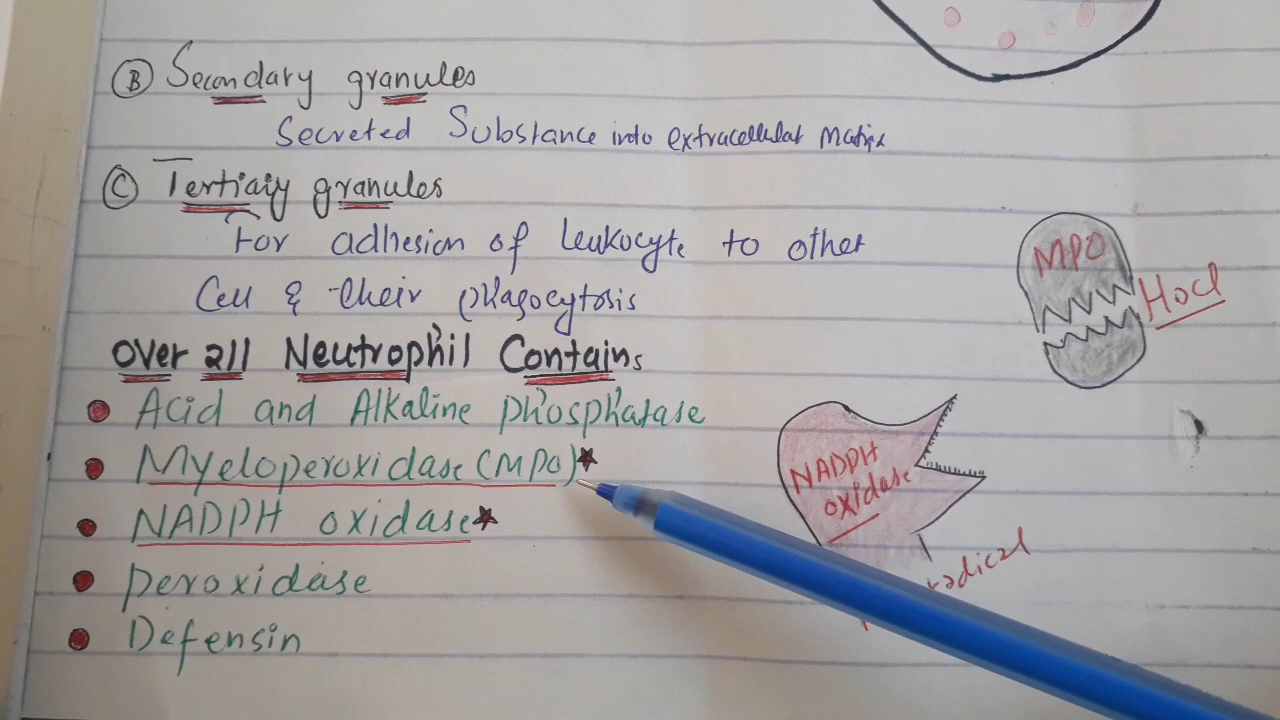 B Secondary granules
Secreted Substance into extracellular Matrix
C Tertiary granules
For adhesion of leukocyte to other
Cell & their phagocytosis
Over all Neutrophil Contains
Acid and Alkaline phosphatase
Myeloperoxidase (MPO)
NADPH oxidase
peroxidase
Defensin
MPO
HOCl
NADPH
oxidase
radical